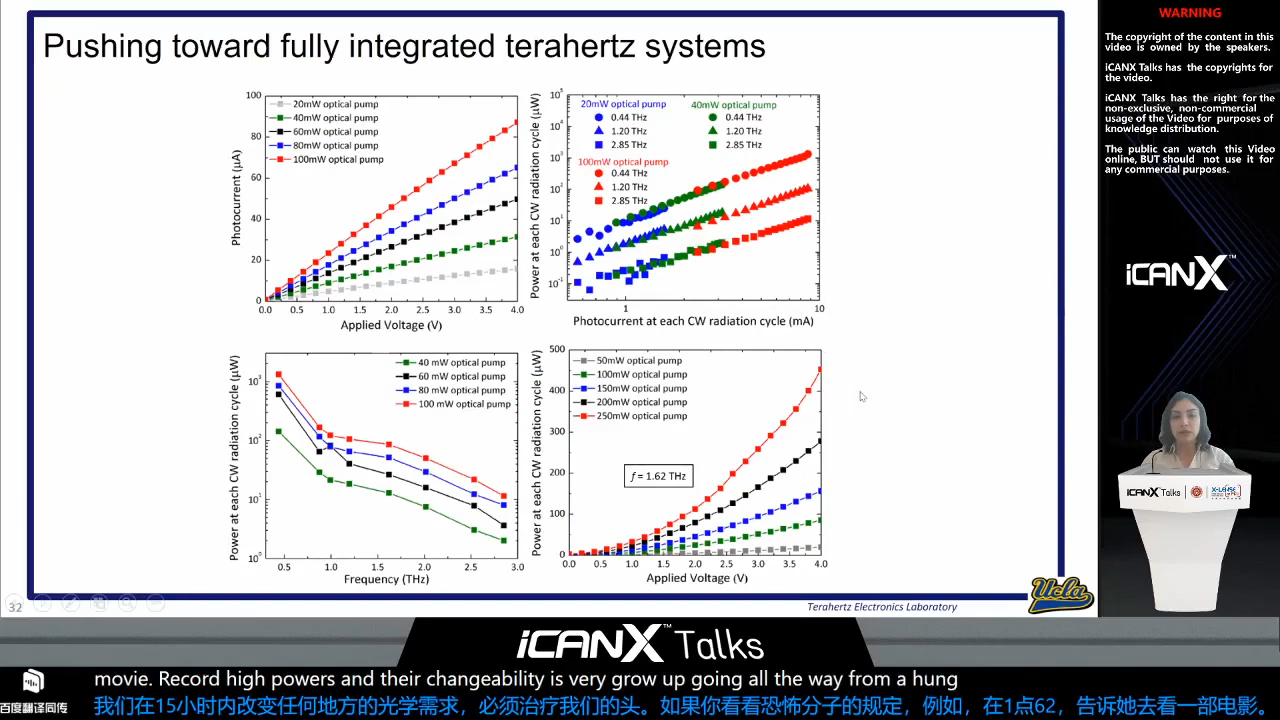 Pushing toward fully integrated terahertz systems
100
80
60
40
20
0
Photocurrent (μA)
20mW optical pump
40mW optical pump
60mW optical pump
80mW optical pump
100mW optical pump
0.0 0.5 1.0 1.5 2.0 2.5 3.0 3.5 4.0
Applied Voltage (V)
Power at each CW radiation cycle (μW)
10⁵
10⁴
10³
10²
10¹
10⁰
10⁻¹
20mW optical pump
0.44 THz
1.20 THz
2.85 THz
40mW optical pump
0.44 THz
1.20 THz
2.85 THz
100mW optical pump
0.44 THz
1.20 THz
2.85 THz
1 10
Photocurrent at each CW radiation cycle (mA)
Power at each CW radiation cycle (μW)
10³
10²
10¹
10⁰
40 mW optical pump
60 mW optical pump
80 mW optical pump
100 mW optical pump
0.5 1.0 1.5 2.0 2.5 3.0
Frequency (THz)
Power at each CW radiation cycle (μW)
500
400
300
200
100
0
50mW optical pump
100mW optical pump
150mW optical pump
200mW optical pump
250mW optical pump
f = 1.62 THz
0.0 0.5 1.0 1.5 2.0 2.5 3.0 3.5 4.0
Applied Voltage (V)
32
Terahertz Electronics Laboratory
Ucla
WARNING
The copyright of the content in this
video is owned by the speakers.
iCANX Talks has the copyrights for
the video.
iCANX Talks has the right for the
non-exclusive, non-commercial
usage of the Video for purposes of
knowledge distribution.
The public can watch this Video
online, BUT should not use it for
any commercial purposes.
iCANX™
iCANX Talks
iCANX™ Talks
movie. Record high powers and their changeability is very grow up going all the way from a hung
百度翻译同传
我们在15小时内改变任何地方的光学需求，必须治疗我们的头。如果你看看恐怖分子的规定，例如，在1点62，告诉她去看一部电影。